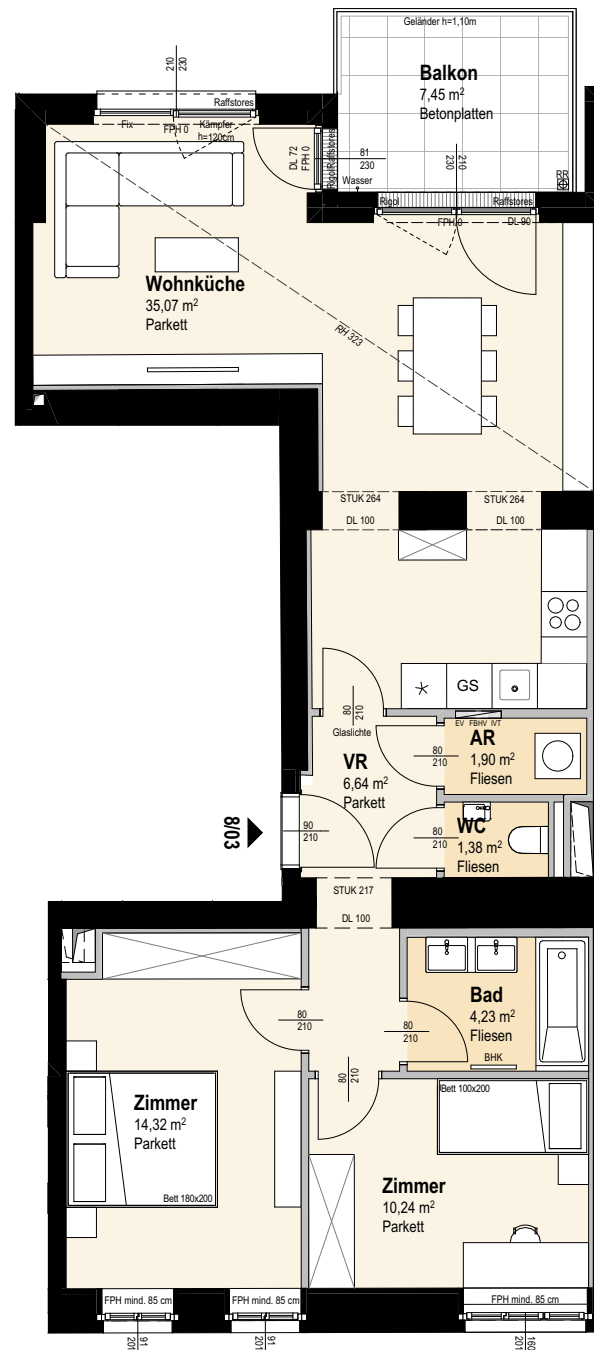 Geländer h=1,10m
Balkon
7,45 m²
Betonplatten
210
230
Raffstores
Fix
FPH 0
Kämpfer
h=120cm
DL 72
FPH 0
Rigol
Raffstores
81
230
Wasser
210
230
RR
Rigol
Raffstores
FPH 0
DL 90
Wohnküche
35,07 m²
Parkett
RH 323
STUK 264
DL 100
STUK 264
DL 100
GS
80
210
Glaslichte
EV FBHV IVT
VR
6,64 m²
Parkett
80
210
AR
1,90 m²
Fliesen
8/03
90
210
80
210
WC
1,38 m²
Fliesen
STUK 217
DL 100
80
210
80
210
Bad
4,23 m²
Fliesen
BHK
80
210
Zimmer
14,32 m²
Parkett
Bett 180x200
Bett 100x200
Zimmer
10,24 m²
Parkett
FPH mind. 85 cm
FPH mind. 85 cm
FPH mind. 85 cm
91
201
91
201
160
201